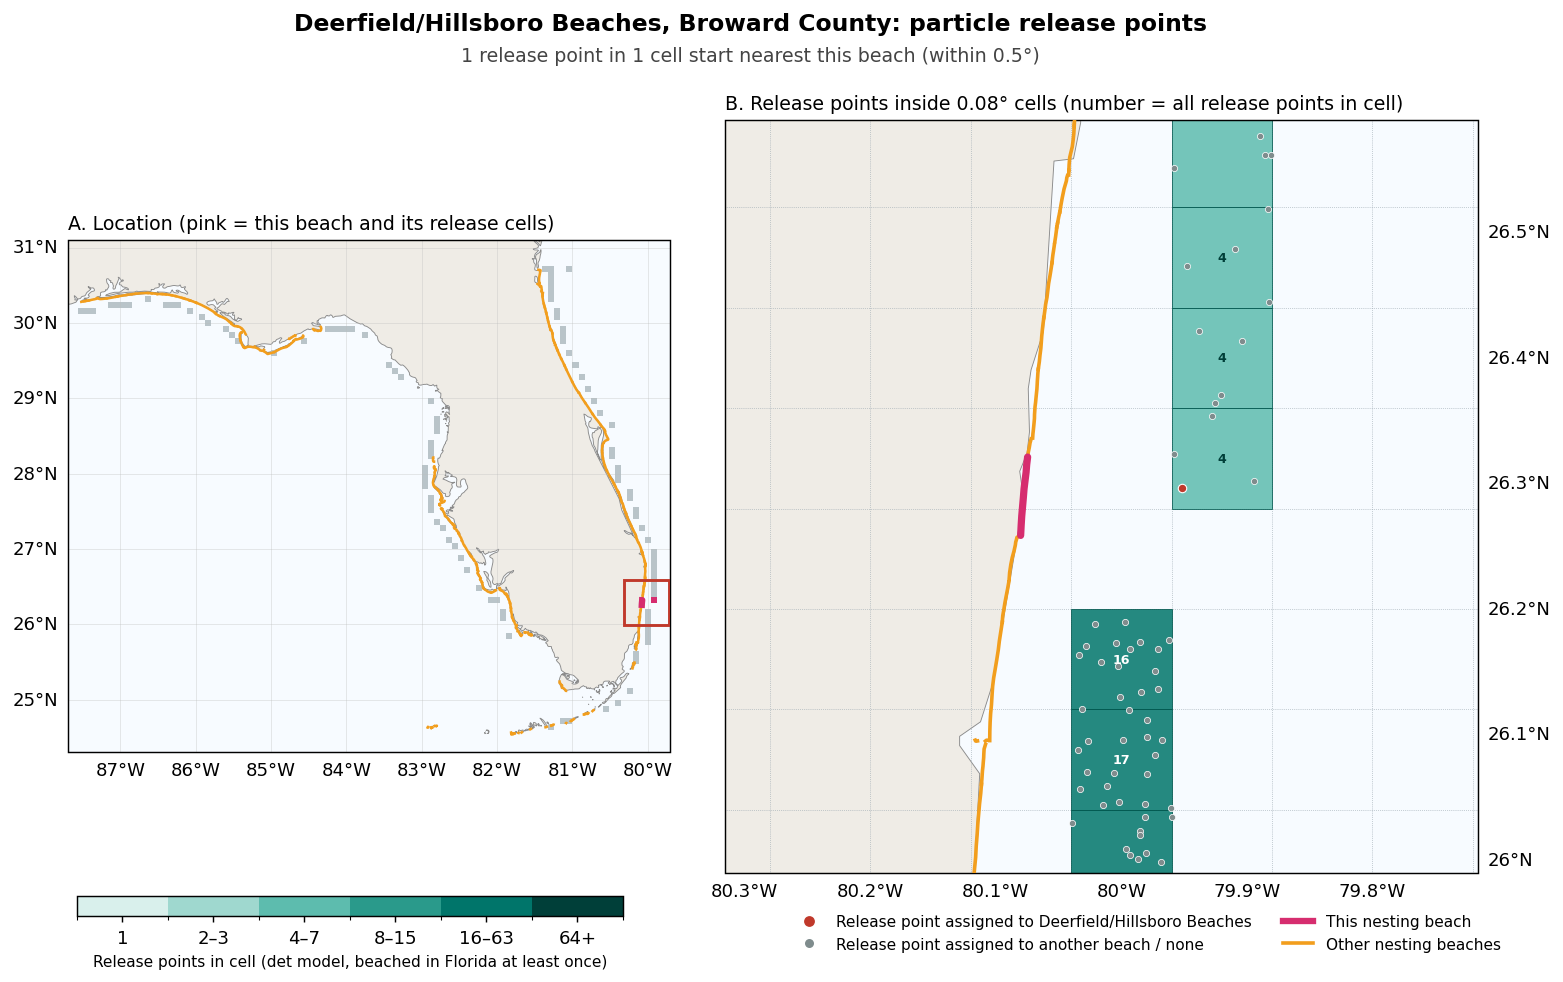 Deerfield/Hillsboro Beaches, Broward County: particle release points
1 release point in 1 cell start nearest this beach (within 0.5°)
A. Location (pink = this beach and its release cells)
31°N
30°N
29°N
28°N
27°N
26°N
25°N
87°W 86°W 85°W 84°W 83°W 82°W 81°W 80°W
B. Release points inside 0.08° cells (number = all release points in cell)
4
4
4
16
17
26.5°N
26.4°N
26.3°N
26.2°N
26.1°N
26°N
80.3°W 80.2°W 80.1°W 80°W 79.9°W 79.8°W
1 2–3 4–7 8–15 16–63 64+
Release points in cell (det model, beached in Florida at least once)
Release point assigned to Deerfield/Hillsboro Beaches
Release point assigned to another beach / none
This nesting beach
Other nesting beaches